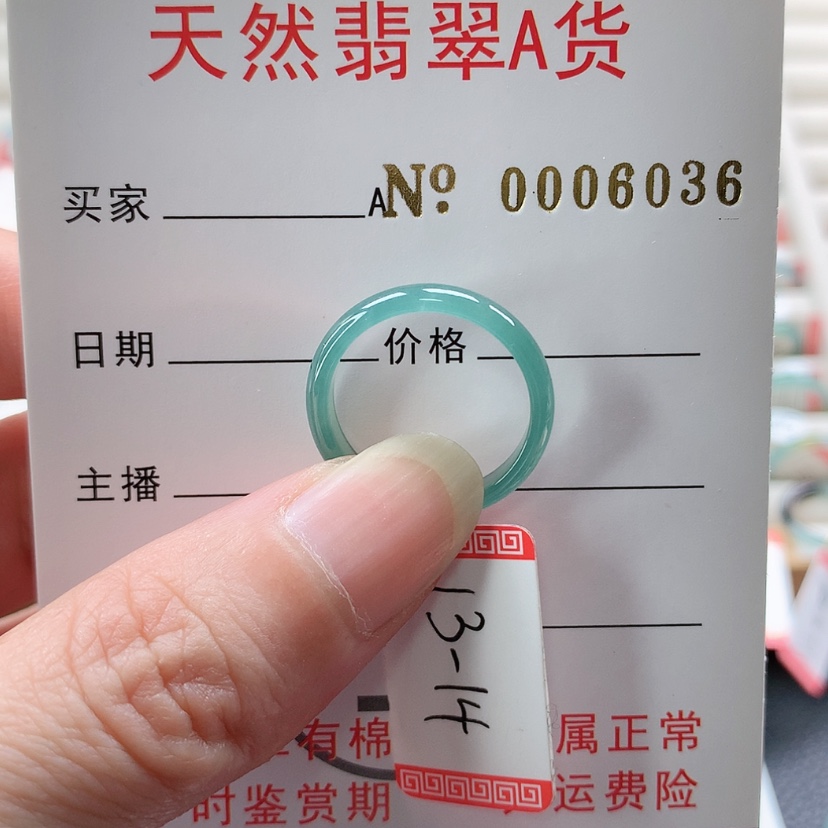 天然翡翠A货
买家 A№ 0006036
日期 价格
主播
13-14
有棉 属正常
时鉴赏期 运费险